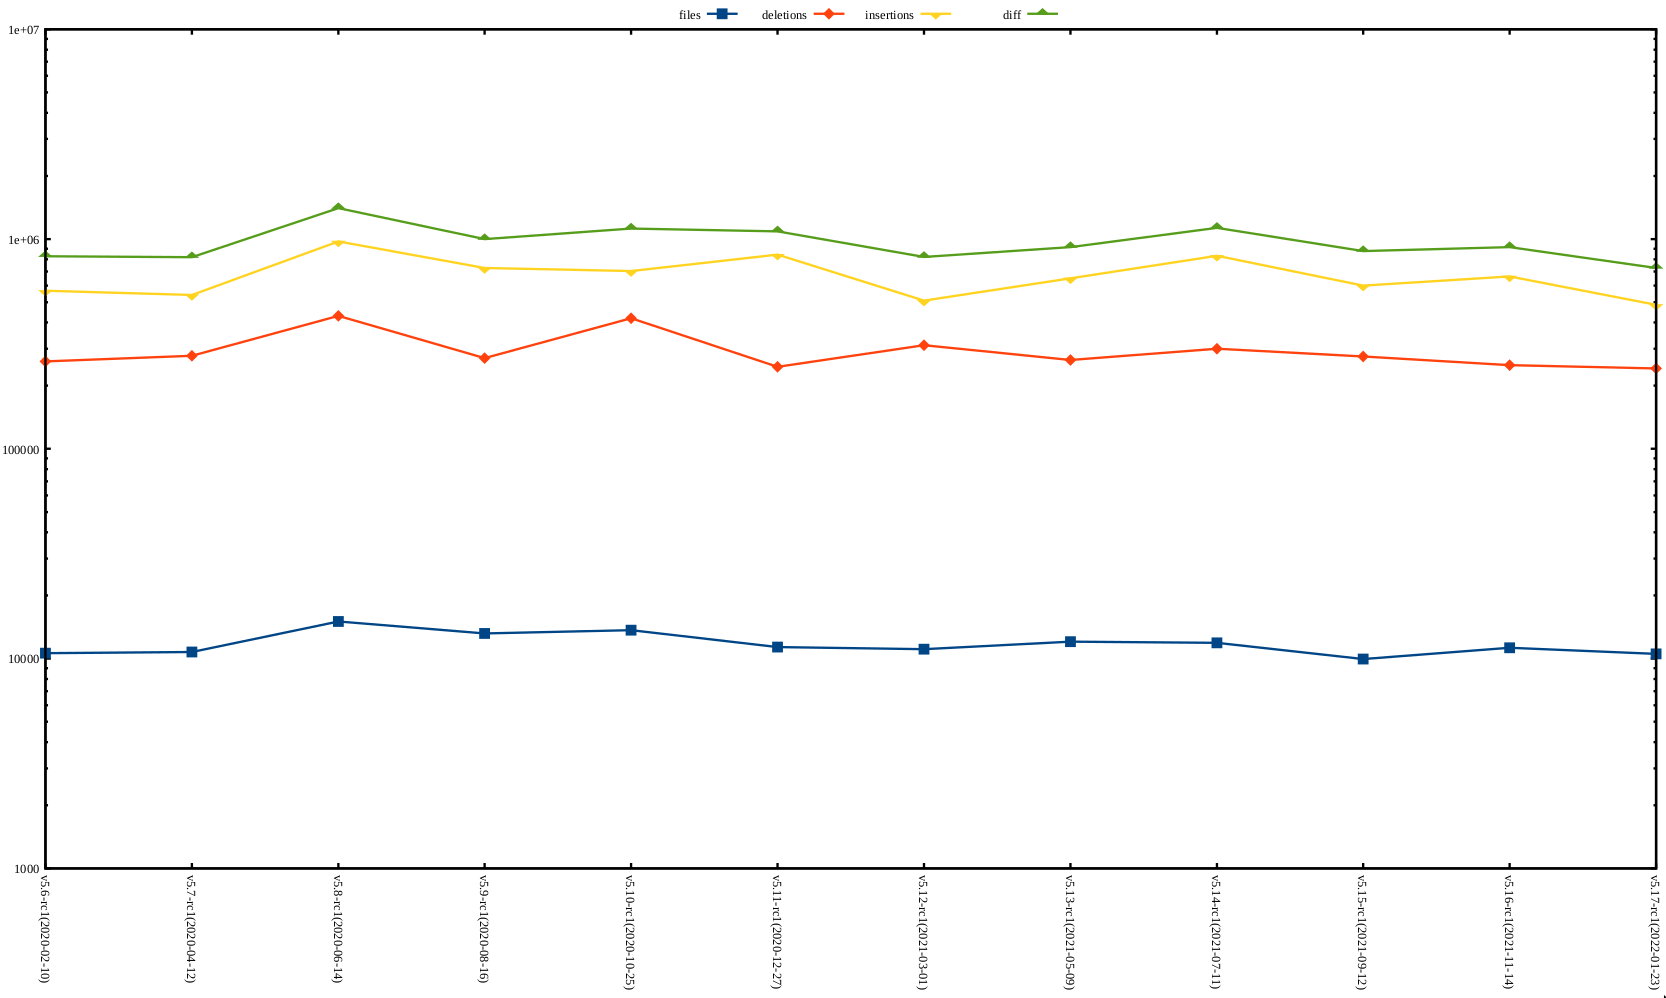 files deletions insertions diff
1e+07
1e+06
100000
10000
1000
v5.6-rc1(2020-02-10)
v5.7-rc1(2020-04-12)
v5.8-rc1(2020-06-14)
v5.9-rc1(2020-08-16)
v5.10-rc1(2020-10-25)
v5.11-rc1(2020-12-27)
v5.12-rc1(2021-03-01)
v5.13-rc1(2021-05-09)
v5.14-rc1(2021-07-11)
v5.15-rc1(2021-09-12)
v5.16-rc1(2021-11-14)
v5.17-rc1(2022-01-23)